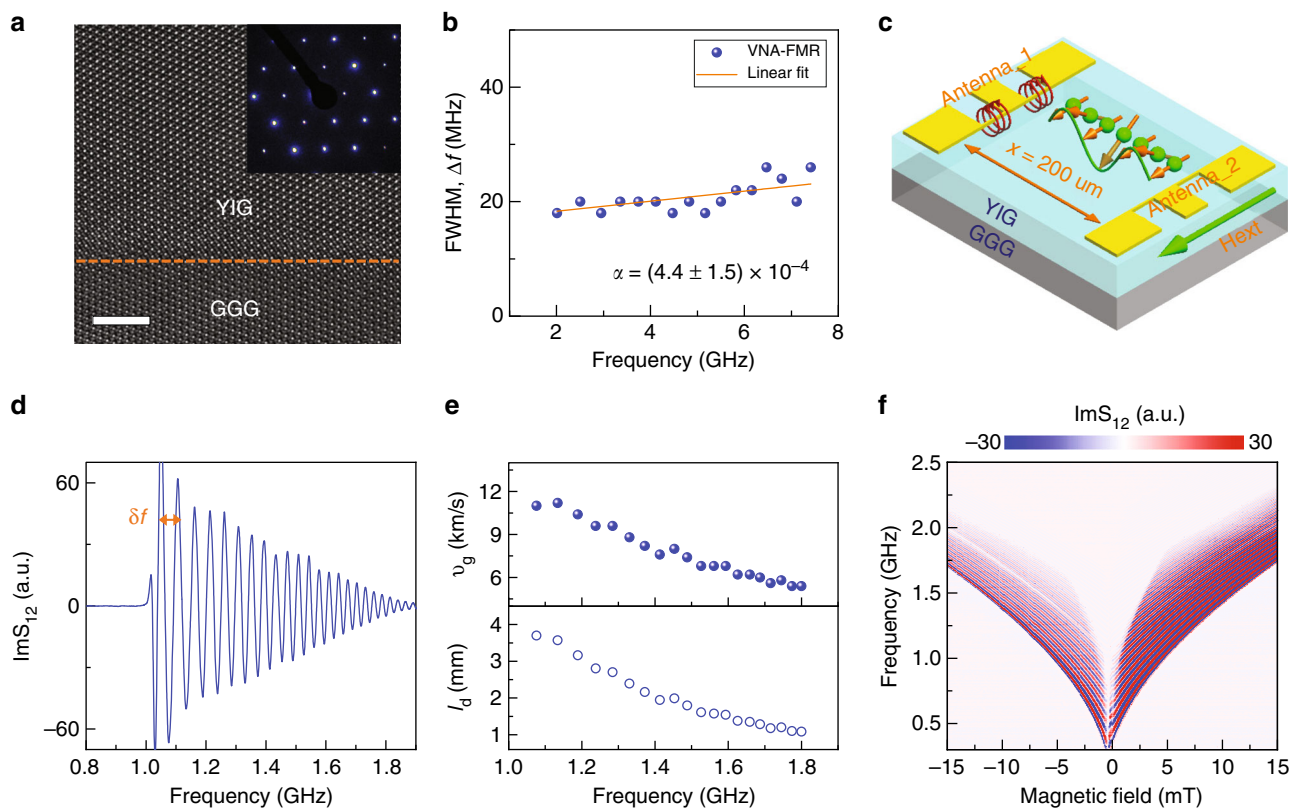 a
YIG
GGG
b
50
40
20
0
FWHM, Δf (MHz)
VNA-FMR
Linear fit
α = (4.4 ± 1.5) × 10⁻⁴
2
4
6
8
Frequency (GHz)
c
Antenna_1
x = 200 um
Antenna_2
YIG
GGG
Hext
d
60
0
–60
ImS₁₂ (a.u.)
δf
0.8
1.0
1.2
1.4
1.6
1.8
Frequency (GHz)
e
12
9
6
υg (km/s)
4
3
2
1
ld (mm)
1.0
1.2
1.4
1.6
1.8
Frequency (GHz)
f
ImS₁₂ (a.u.)
–30
30
2.5
2.0
1.5
1.0
0.5
Frequency (GHz)
–15
–10
–5
0
5
10
15
Magnetic field (mT)